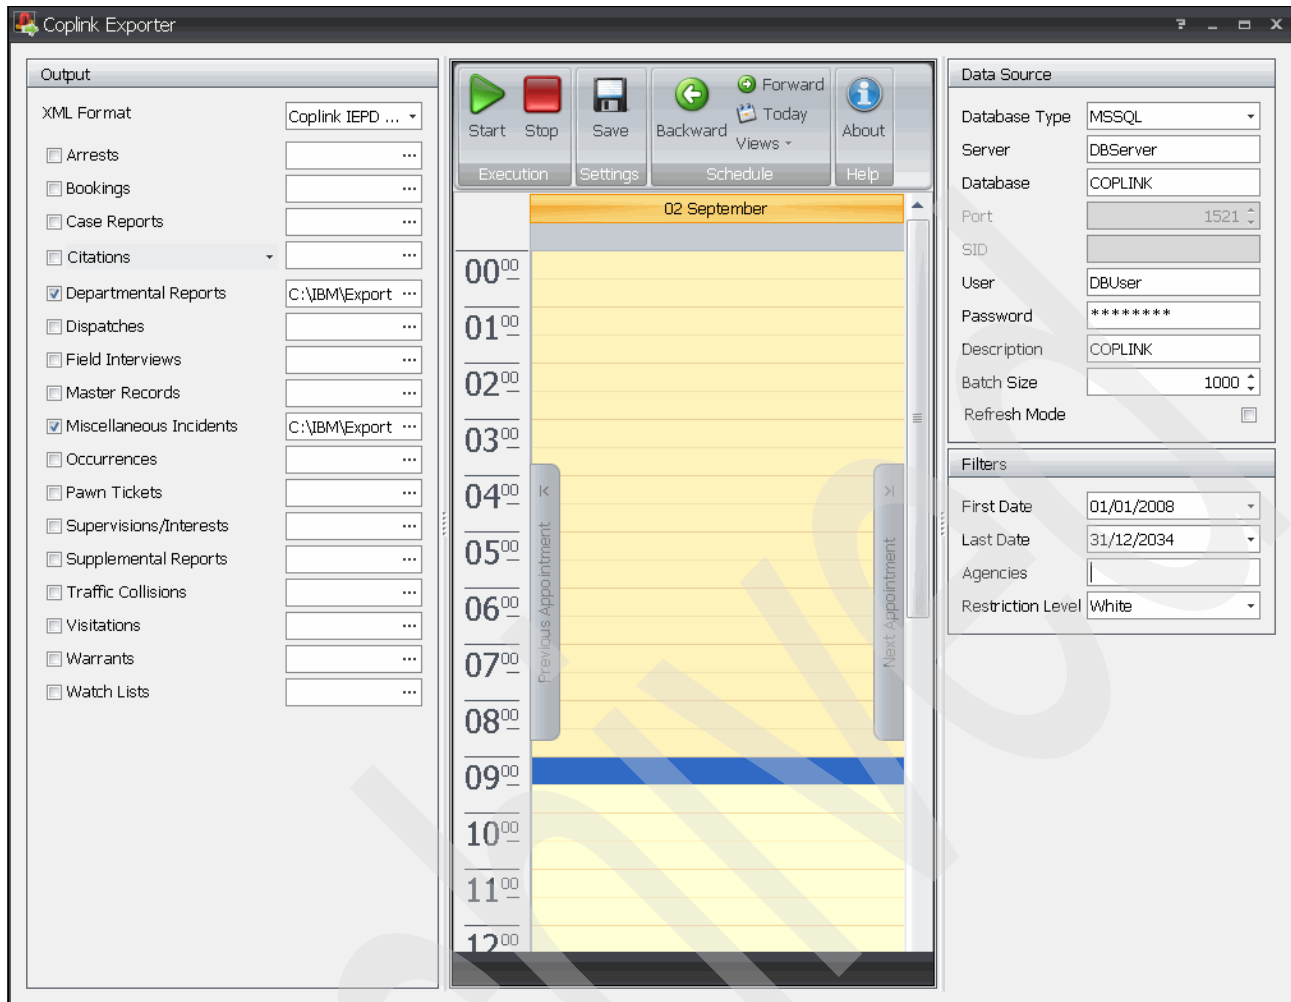 Coplink Exporter
Output
XML Format Coplink IEPD ...
Arrests ...
Bookings ...
Case Reports ...
Citations ...
Departmental Reports C:\IBM\Export ...
Dispatches ...
Field Interviews ...
Master Records ...
Miscellaneous Incidents C:\IBM\Export ...
Occurrences ...
Pawn Tickets ...
Supervisions/Interests ...
Supplemental Reports ...
Traffic Collisions ...
Visitations ...
Warrants ...
Watch Lists ...
Start Stop Save Backward Forward
Today
Views
About
Execution Settings Schedule Help
02 September
00 00
01 00
02 00
03 00
04 00
05 00
06 00
07 00
08 00
09 00
10 00
11 00
12 00
Previous Appointment
Next Appointment
Data Source
Database Type MSSQL
Server DBServer
Database COPLINK
Port 1521
SID
User DBUser
Password ********
Description COPLINK
Batch Size 1000
Refresh Mode
Filters
First Date 01/01/2008
Last Date 31/12/2034
Agencies
Restriction Level White